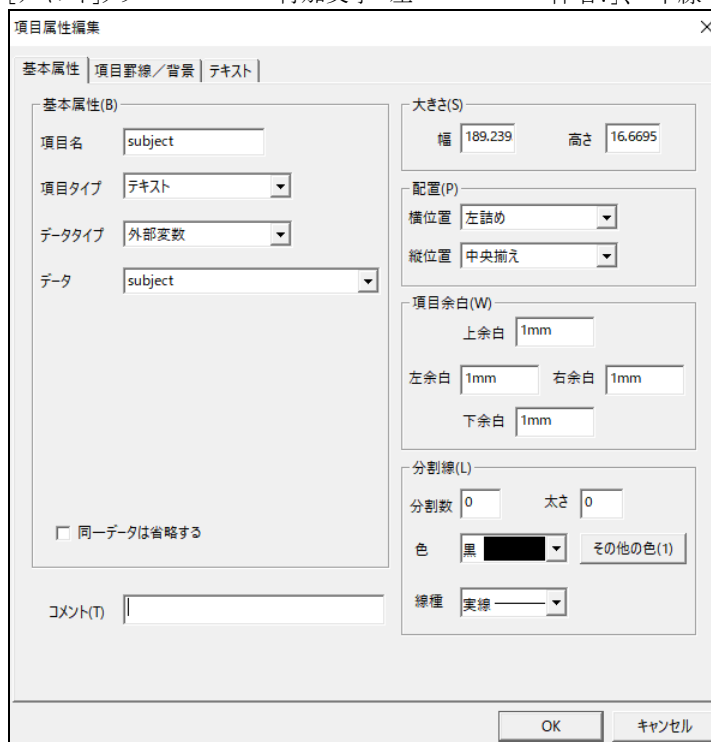 項目属性編集
基本属性 項目罫線／背景 テキスト
基本属性(B)
項目名 subject
項目タイプ テキスト
データタイプ 外部変数
データ subject
同一データは省略する
コメント(T)
大きさ(S)
幅 189.239 高さ 16.6695
配置(P)
横位置 左詰め
縦位置 中央揃え
項目余白(W)
上余白 1mm
左余白 1mm 右余白 1mm
下余白 1mm
分割線(L)
分割数 0 太さ 0
色 黒 その他の色(1)
線種 実線
OK キャンセル